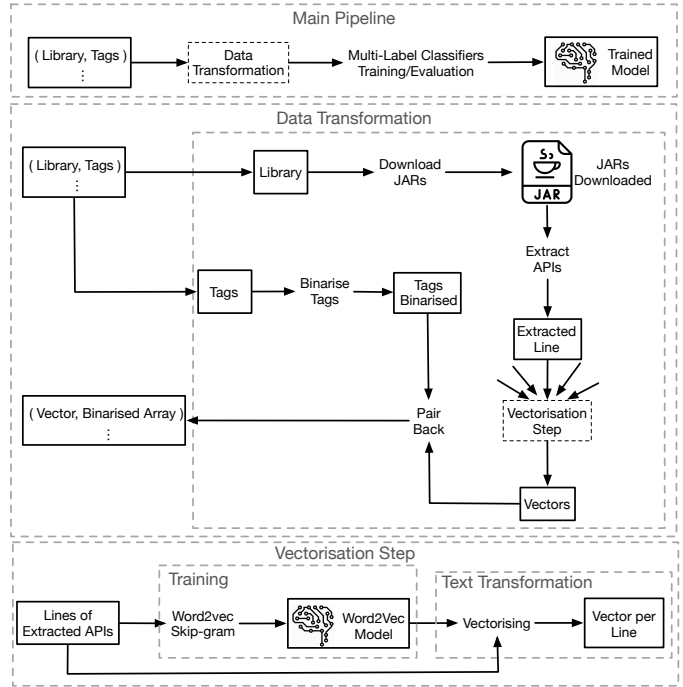 Main Pipeline
( Library, Tags )
⋮
Data
Transformation
Multi-Label Classifiers
Training/Evaluation
Trained
Model
Data Transformation
( Library, Tags )
⋮
Library
Download
JARs
JAR
JARs
Downloaded
Extract
APIs
Tags
Binarise
Tags
Tags
Binarised
Extracted
Line
( Vector, Binarised Array )
⋮
Pair
Back
Vectorisation
Step
Vectors
Vectorisation Step
Training
Text Transformation
Lines of
Extracted APIs
Word2vec
Skip-gram
Word2Vec
Model
Vectorising
Vector per
Line